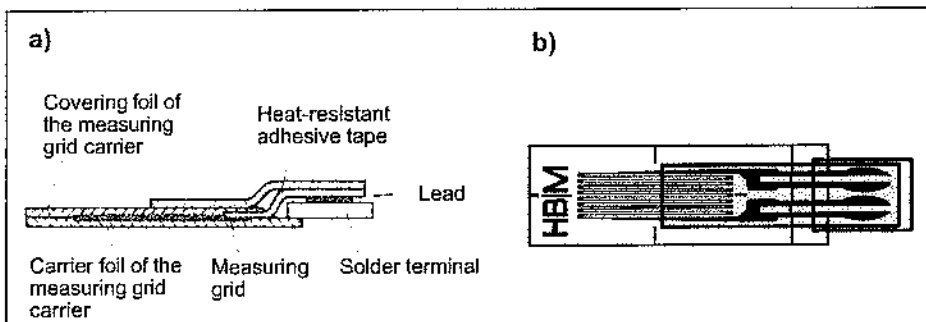 a)
b)
Covering foil of
the measuring
grid carrier
Heat-resistant
adhesive tape
Lead
HBM
Carrier foil of the
measuring grid
carrier
Measuring
grid
Solder terminal